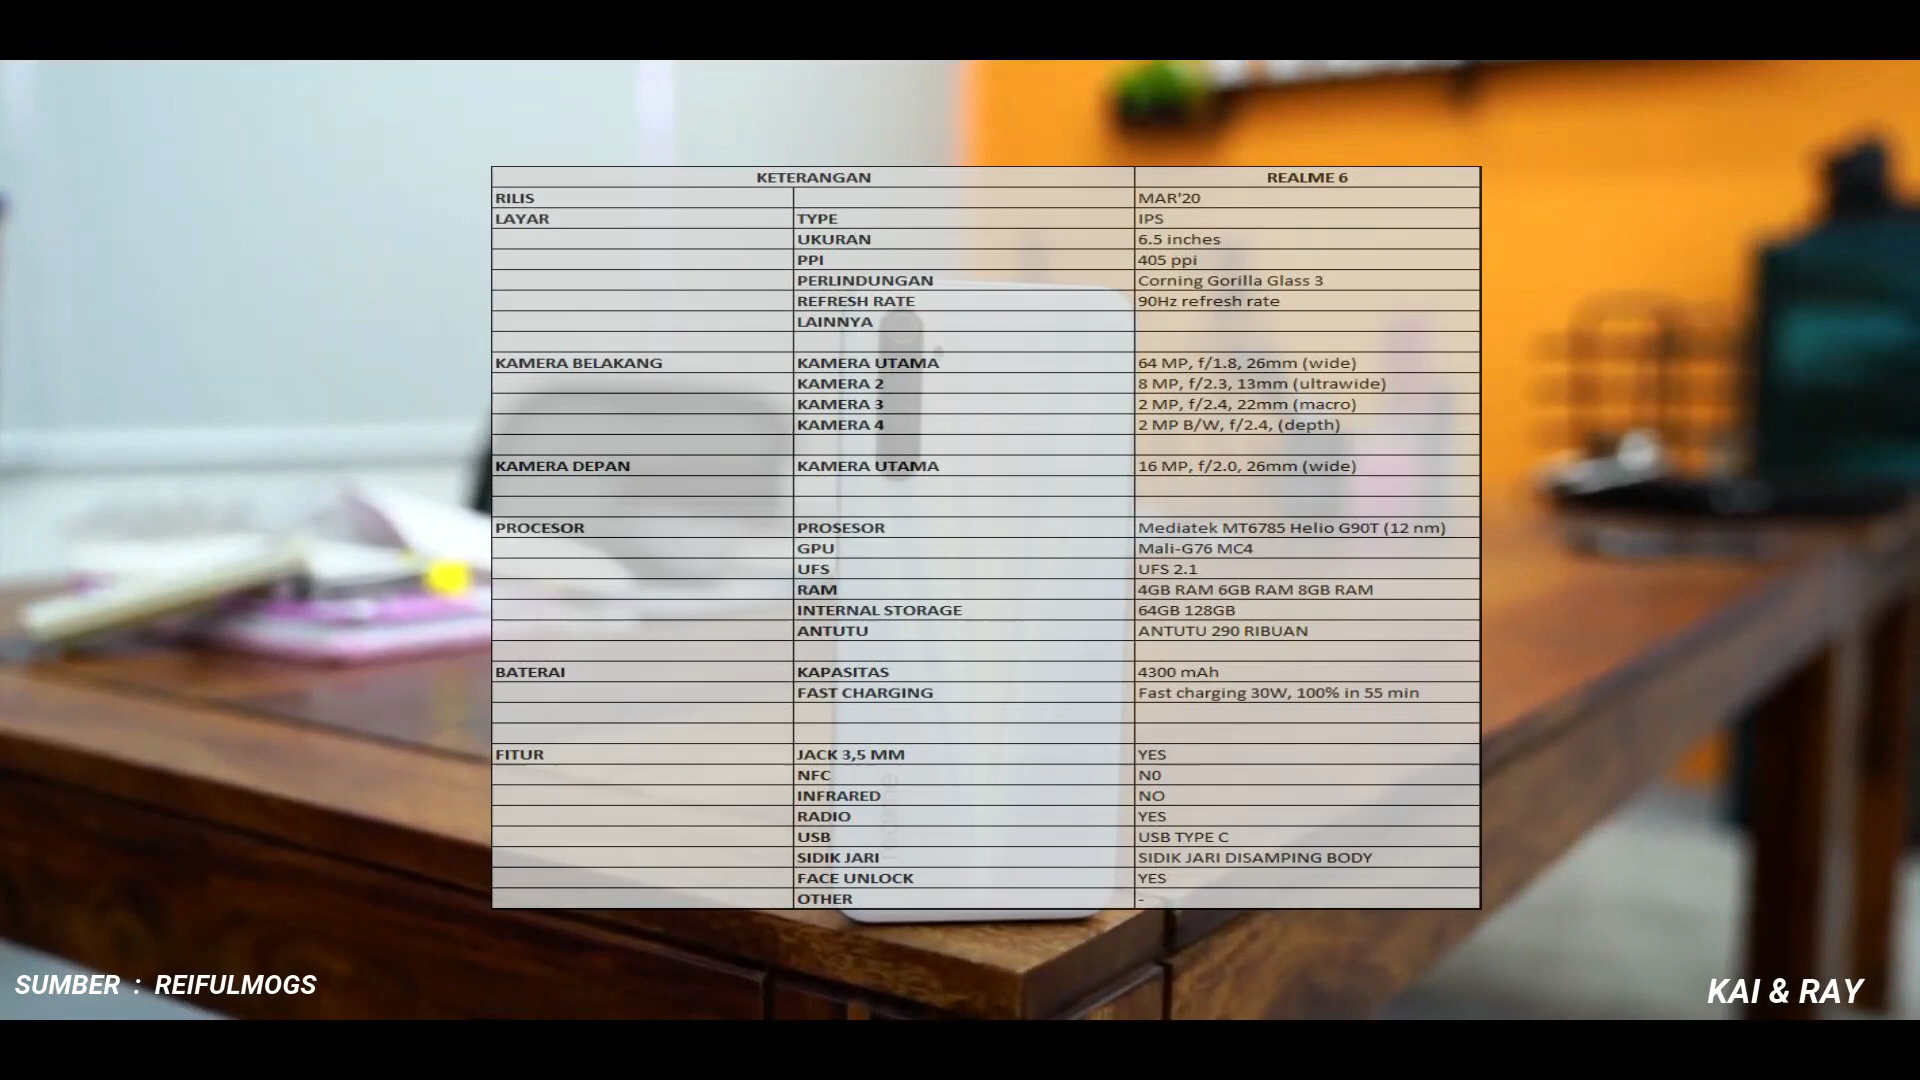 KETERANGAN REALME 6
RILIS MAR'20
LAYAR TYPE IPS
UKURAN 6.5 inches
PPI 405 ppi
PERLINDUNGAN Corning Gorilla Glass 3
REFRESH RATE 90Hz refresh rate
LAINNYA
KAMERA BELAKANG KAMERA UTAMA 64 MP, f/1.8, 26mm (wide)
KAMERA 2 8 MP, f/2.3, 13mm (ultrawide)
KAMERA 3 2 MP, f/2.4, 22mm (macro)
KAMERA 4 2 MP B/W, f/2.4, (depth)
KAMERA DEPAN KAMERA UTAMA 16 MP, f/2.0, 26mm (wide)
PROCESOR PROSESOR Mediatek MT6785 Helio G90T (12 nm)
GPU Mali-G76 MC4
UFS UFS 2.1
RAM 4GB RAM 6GB RAM 8GB RAM
INTERNAL STORAGE 64GB 128GB
ANTUTU ANTUTU 290 RIBUAN
BATERAI KAPASITAS 4300 mAh
FAST CHARGING Fast charging 30W, 100% in 55 min
FITUR JACK 3,5 MM YES
NFC N0
INFRARED NO
RADIO YES
USB USB TYPE C
SIDIK JARI SIDIK JARI DISAMPING BODY
FACE UNLOCK YES
OTHER -
realme
SUMBER : REIFULMOGS
KAI & RAY